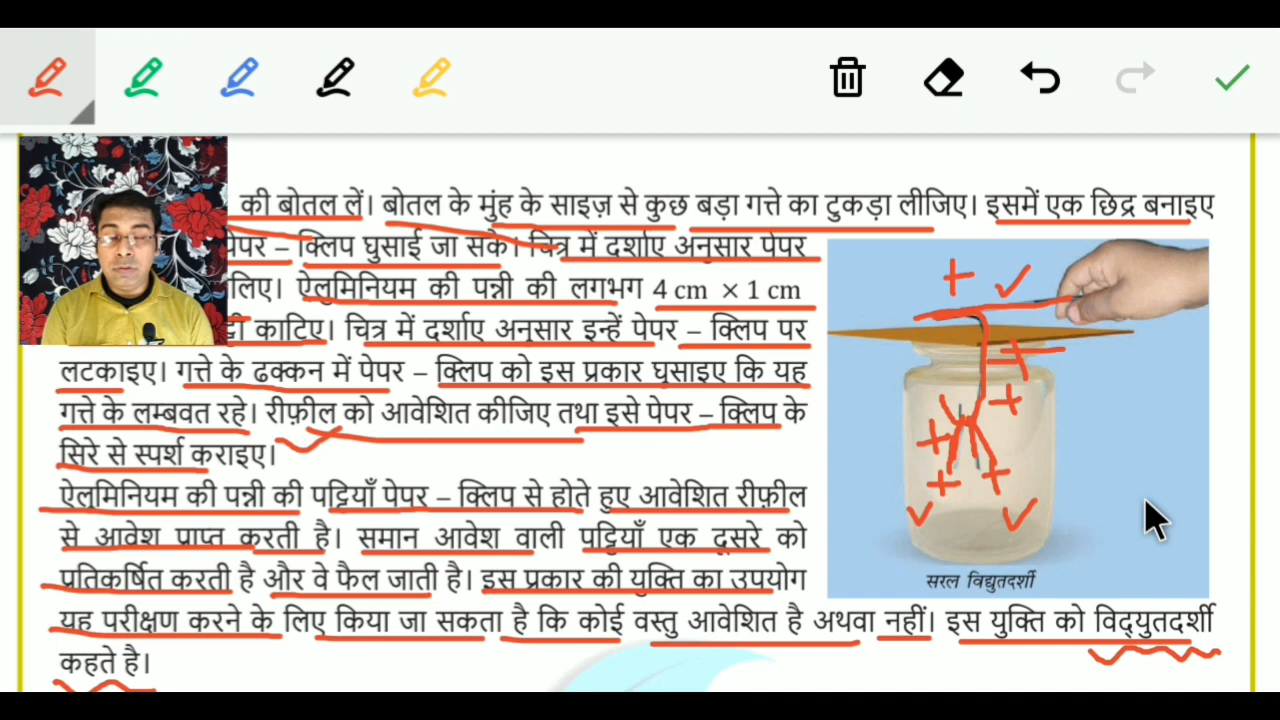 की बोतल लें। बोतल के मुंह के साइज़ से कुछ बड़ा गत्ते का टुकड़ा लीजिए। इसमें एक छिद्र बनाइए
पेपर – क्लिप घुसाई जा सके। चित्र में दर्शाए अनुसार पेपर
लिए। ऐलुमिनियम की पन्नी की लगभग 4 cm × 1 cm
काटिए। चित्र में दर्शाए अनुसार इन्हें पेपर – क्लिप पर
लटकाइए। गत्ते के ढक्कन में पेपर – क्लिप को इस प्रकार घुसाइए कि यह
गत्ते के लम्बवत रहे। रीफ़ील को आवेशित कीजिए तथा इसे पेपर – क्लिप के
सिरे से स्पर्श कराइए।
ऐलुमिनियम की पन्नी की पट्टियाँ पेपर – क्लिप से होते हुए आवेशित रीफ़ील
से आवेश प्राप्त करती है। समान आवेश वाली पट्टियाँ एक दूसरे को
प्रतिकर्षित करती है और वे फैल जाती है। इस प्रकार की युक्ति का उपयोग
यह परीक्षण करने के लिए किया जा सकता है कि कोई वस्तु आवेशित है अथवा नहीं। इस युक्ति को विद्युतदर्शी
कहते है।
+ + + + + +
सरल विद्युतदर्शी